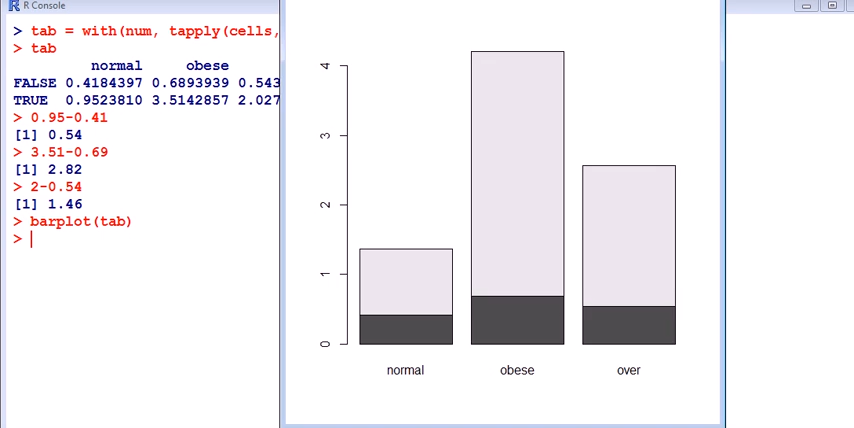 R Console
> tab = with(num, tapply(cells,
> tab
normal obese
FALSE 0.4184397 0.6893939 0.543
TRUE 0.9523810 3.5142857 2.027
> 0.95-0.41
[1] 0.54
> 3.51-0.69
[1] 2.82
> 2-0.54
[1] 1.46
> barplot(tab)
>
4
3
2
1
0
normal obese over